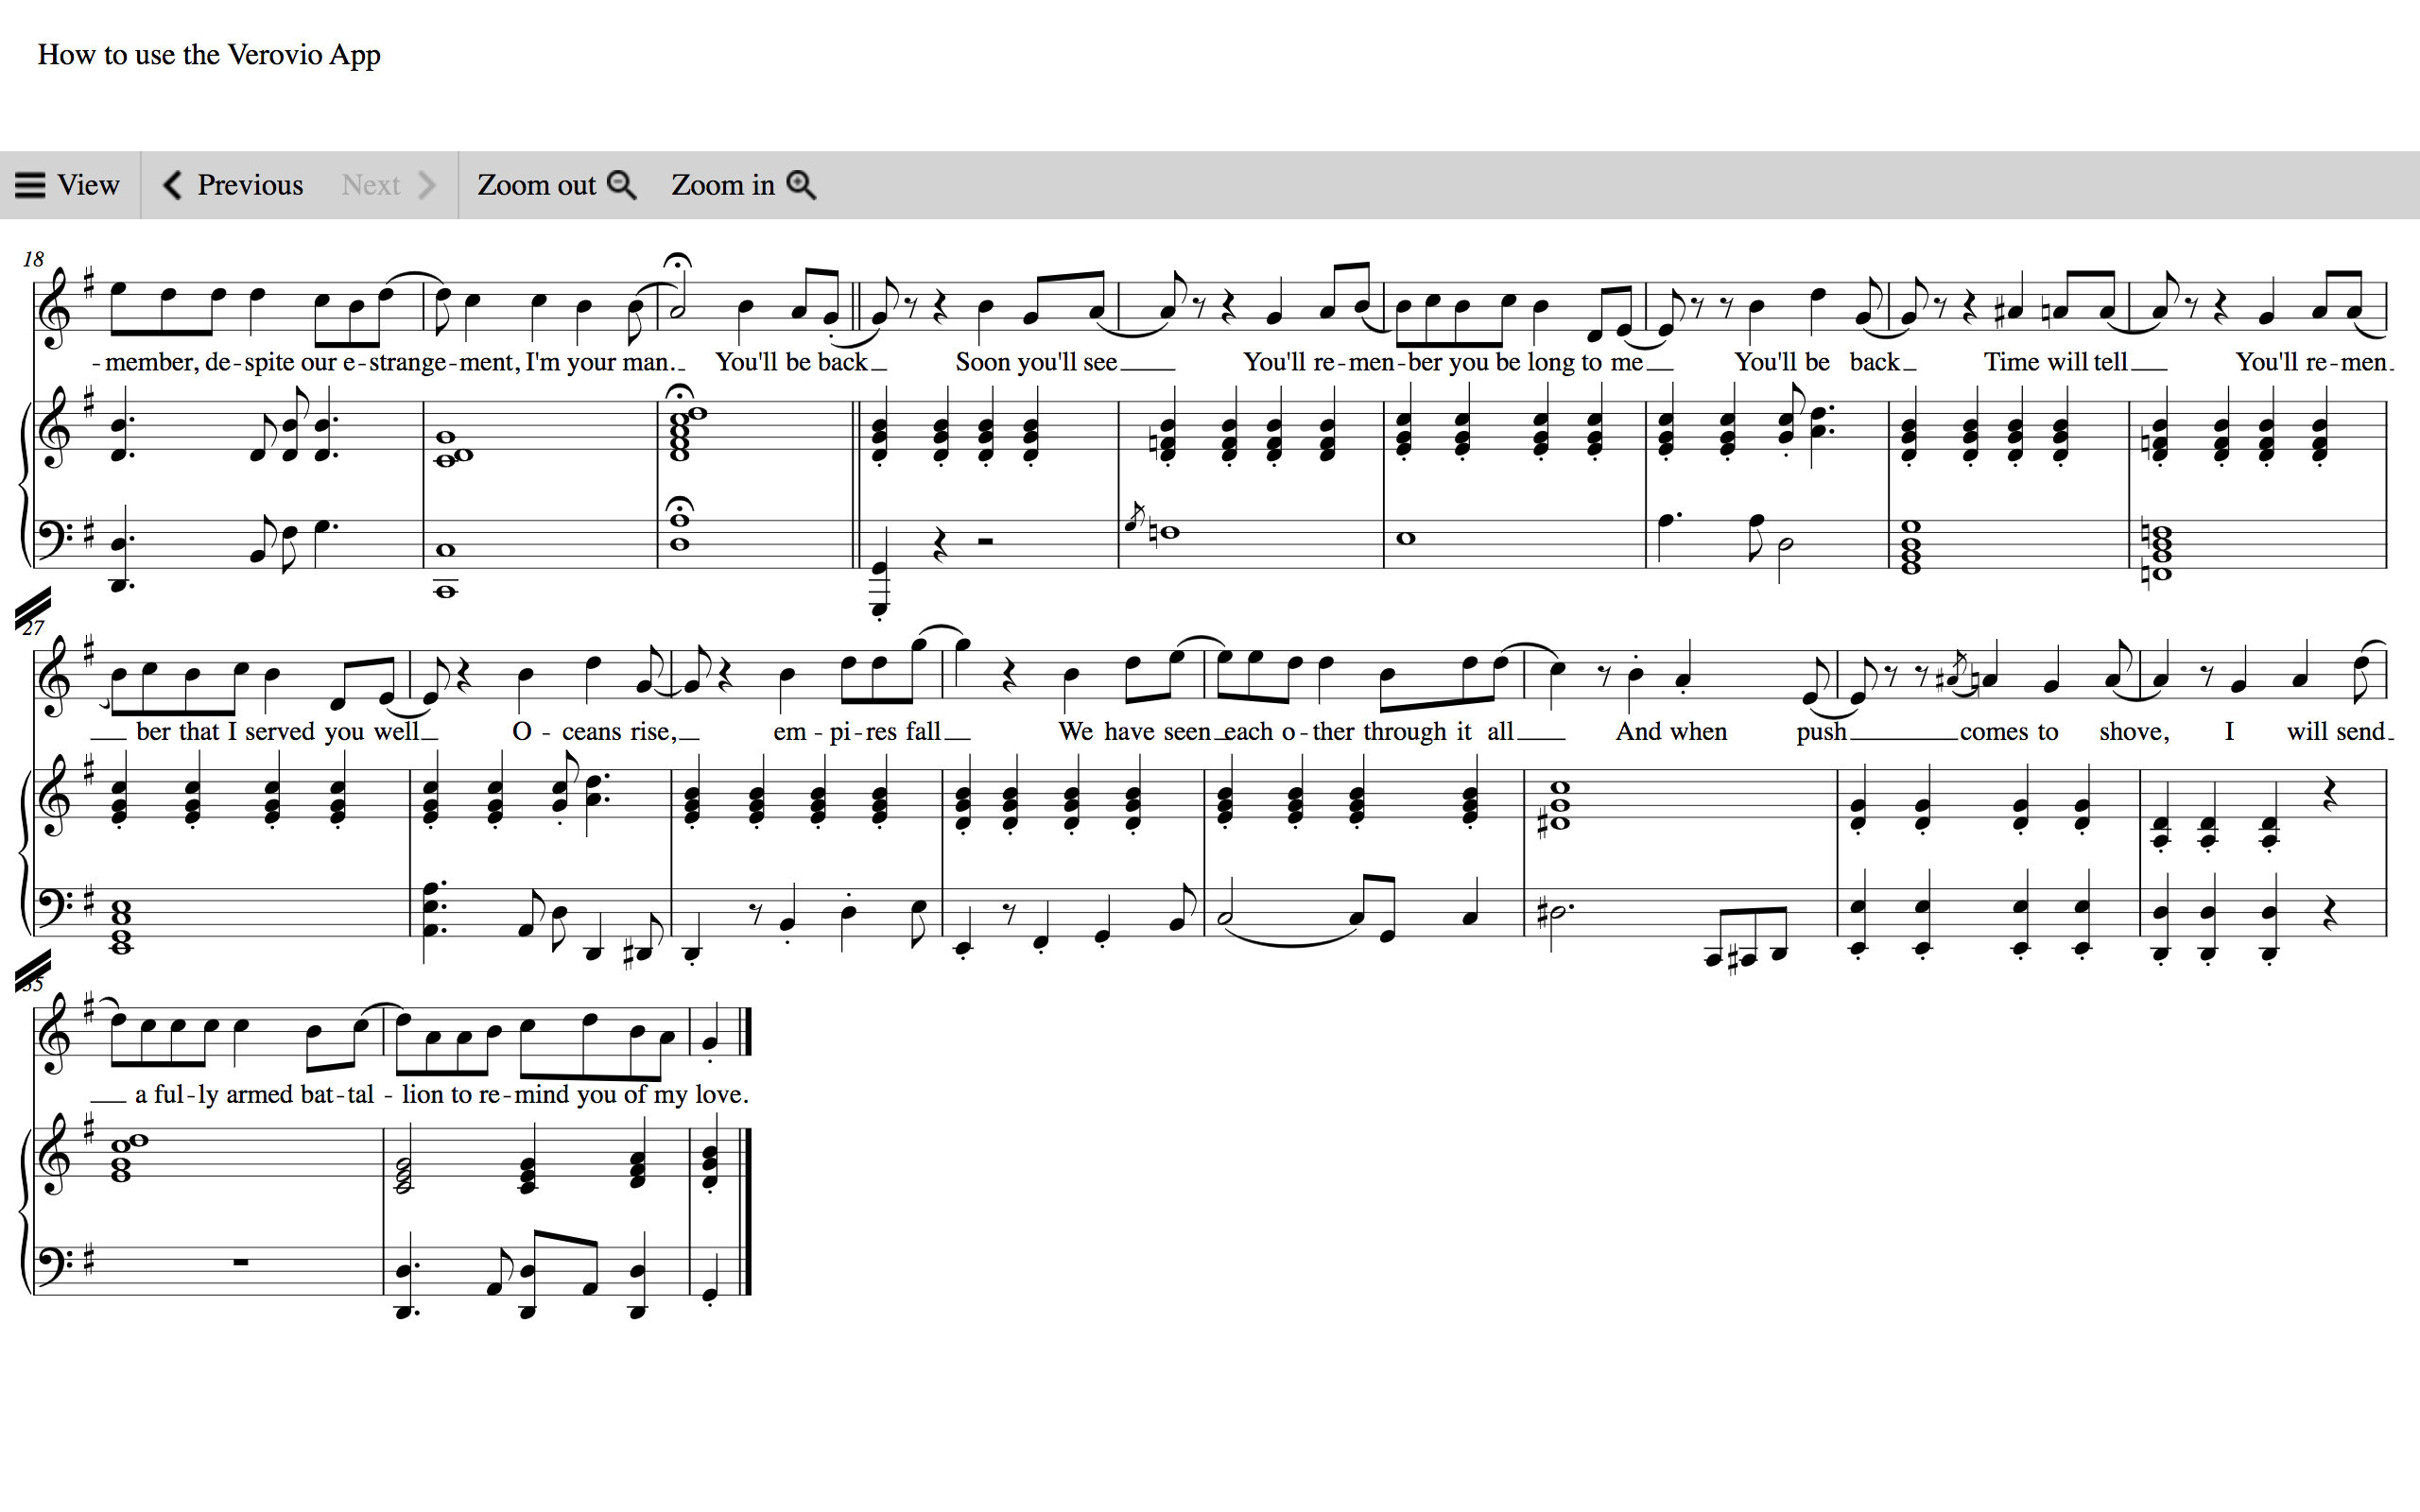 How to use the Verovio App
View Previous Next Zoom out Zoom in
18
- member, de - spite our e - strange - ment, I'm your man. You'll be back Soon you'll see You'll re - men - ber you be long to me You'll be back Time will tell You'll re - men
27
ber that I served you well O - ceans rise, em - pi - res fall We have seen each o - ther through it all And when push comes to shove, I will send
35
a ful - ly armed bat - tal - lion to re - mind you of my love.